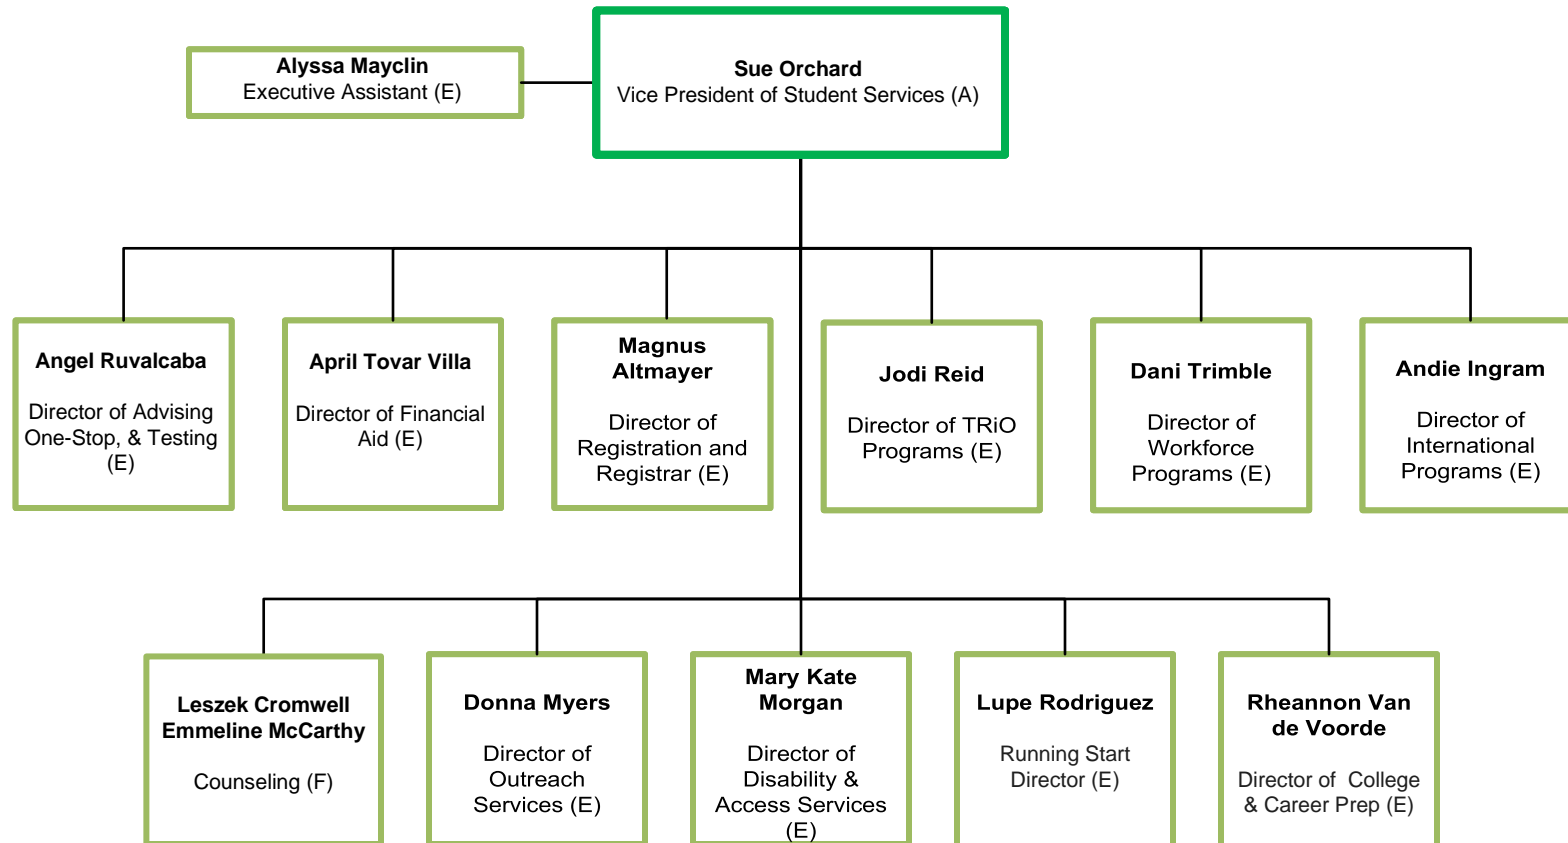 Alyssa Mayclin
Executive Assistant (E)
Sue Orchard
Vice President of Student Services (A)
Angel Ruvalcaba
Director of Advising
One-Stop, & Testing
(E)
April Tovar Villa
Director of Financial
Aid (E)
Magnus
Altmayer
Director of
Registration and
Registrar (E)
Jodi Reid
Director of TRiO
Programs (E)
Dani Trimble
Director of
Workforce
Programs (E)
Andie Ingram
Director of
International
Programs (E)
Leszek Cromwell
Emmeline McCarthy
Counseling (F)
Donna Myers
Director of
Outreach
Services (E)
Mary Kate
Morgan
Director of
Disability &
Access Services
(E)
Lupe Rodriguez
Running Start
Director (E)
Rheannon Van
de Voorde
Director of  College
& Career Prep (E)